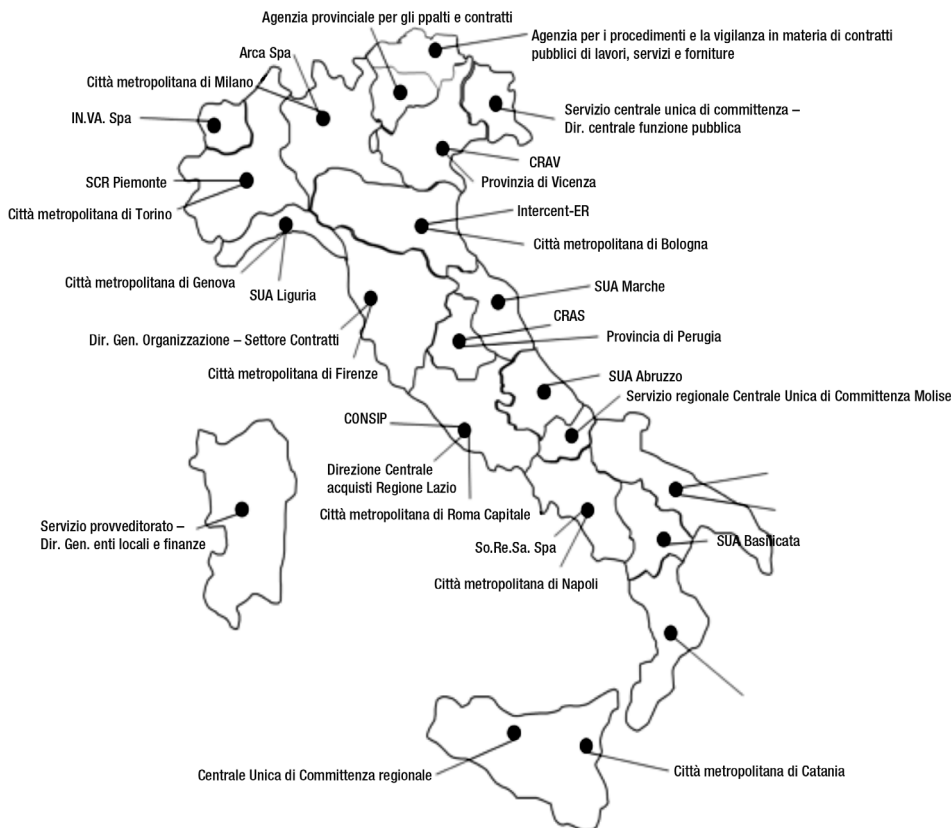 Agenzia provinciale per gli ppalti e contratti
Agenzia per i procedimenti e la vigilanza in materia di contratti
pubblici di lavori, servizi e forniture
Arca Spa
Città metropolitana di Milano
IN.VA. Spa
Servizio centrale unica di committenza –
Dir. centrale funzione pubblica
CRAV
Provinzia di Vicenza
SCR Piemonte
Città metropolitana di Torino
Intercent-ER
Città metropolitana di Bologna
Città metropolitana di Genova
SUA Liguria
SUA Marche
CRAS
Provincia di Perugia
Dir. Gen. Organizzazione – Settore Contratti
Città metropolitana di Firenze
SUA Abruzzo
Servizio regionale Centrale Unica di Committenza Molise
CONSIP
Direzione Centrale
acquisti Regione Lazio
Città metropolitana di Roma Capitale
Servizio provveditorato –
Dir. Gen. enti locali e finanze
So.Re.Sa. Spa
SUA Basilicata
Città metropolitana di Napoli
Centrale Unica di Committenza regionale
Città metropolitana di Catania